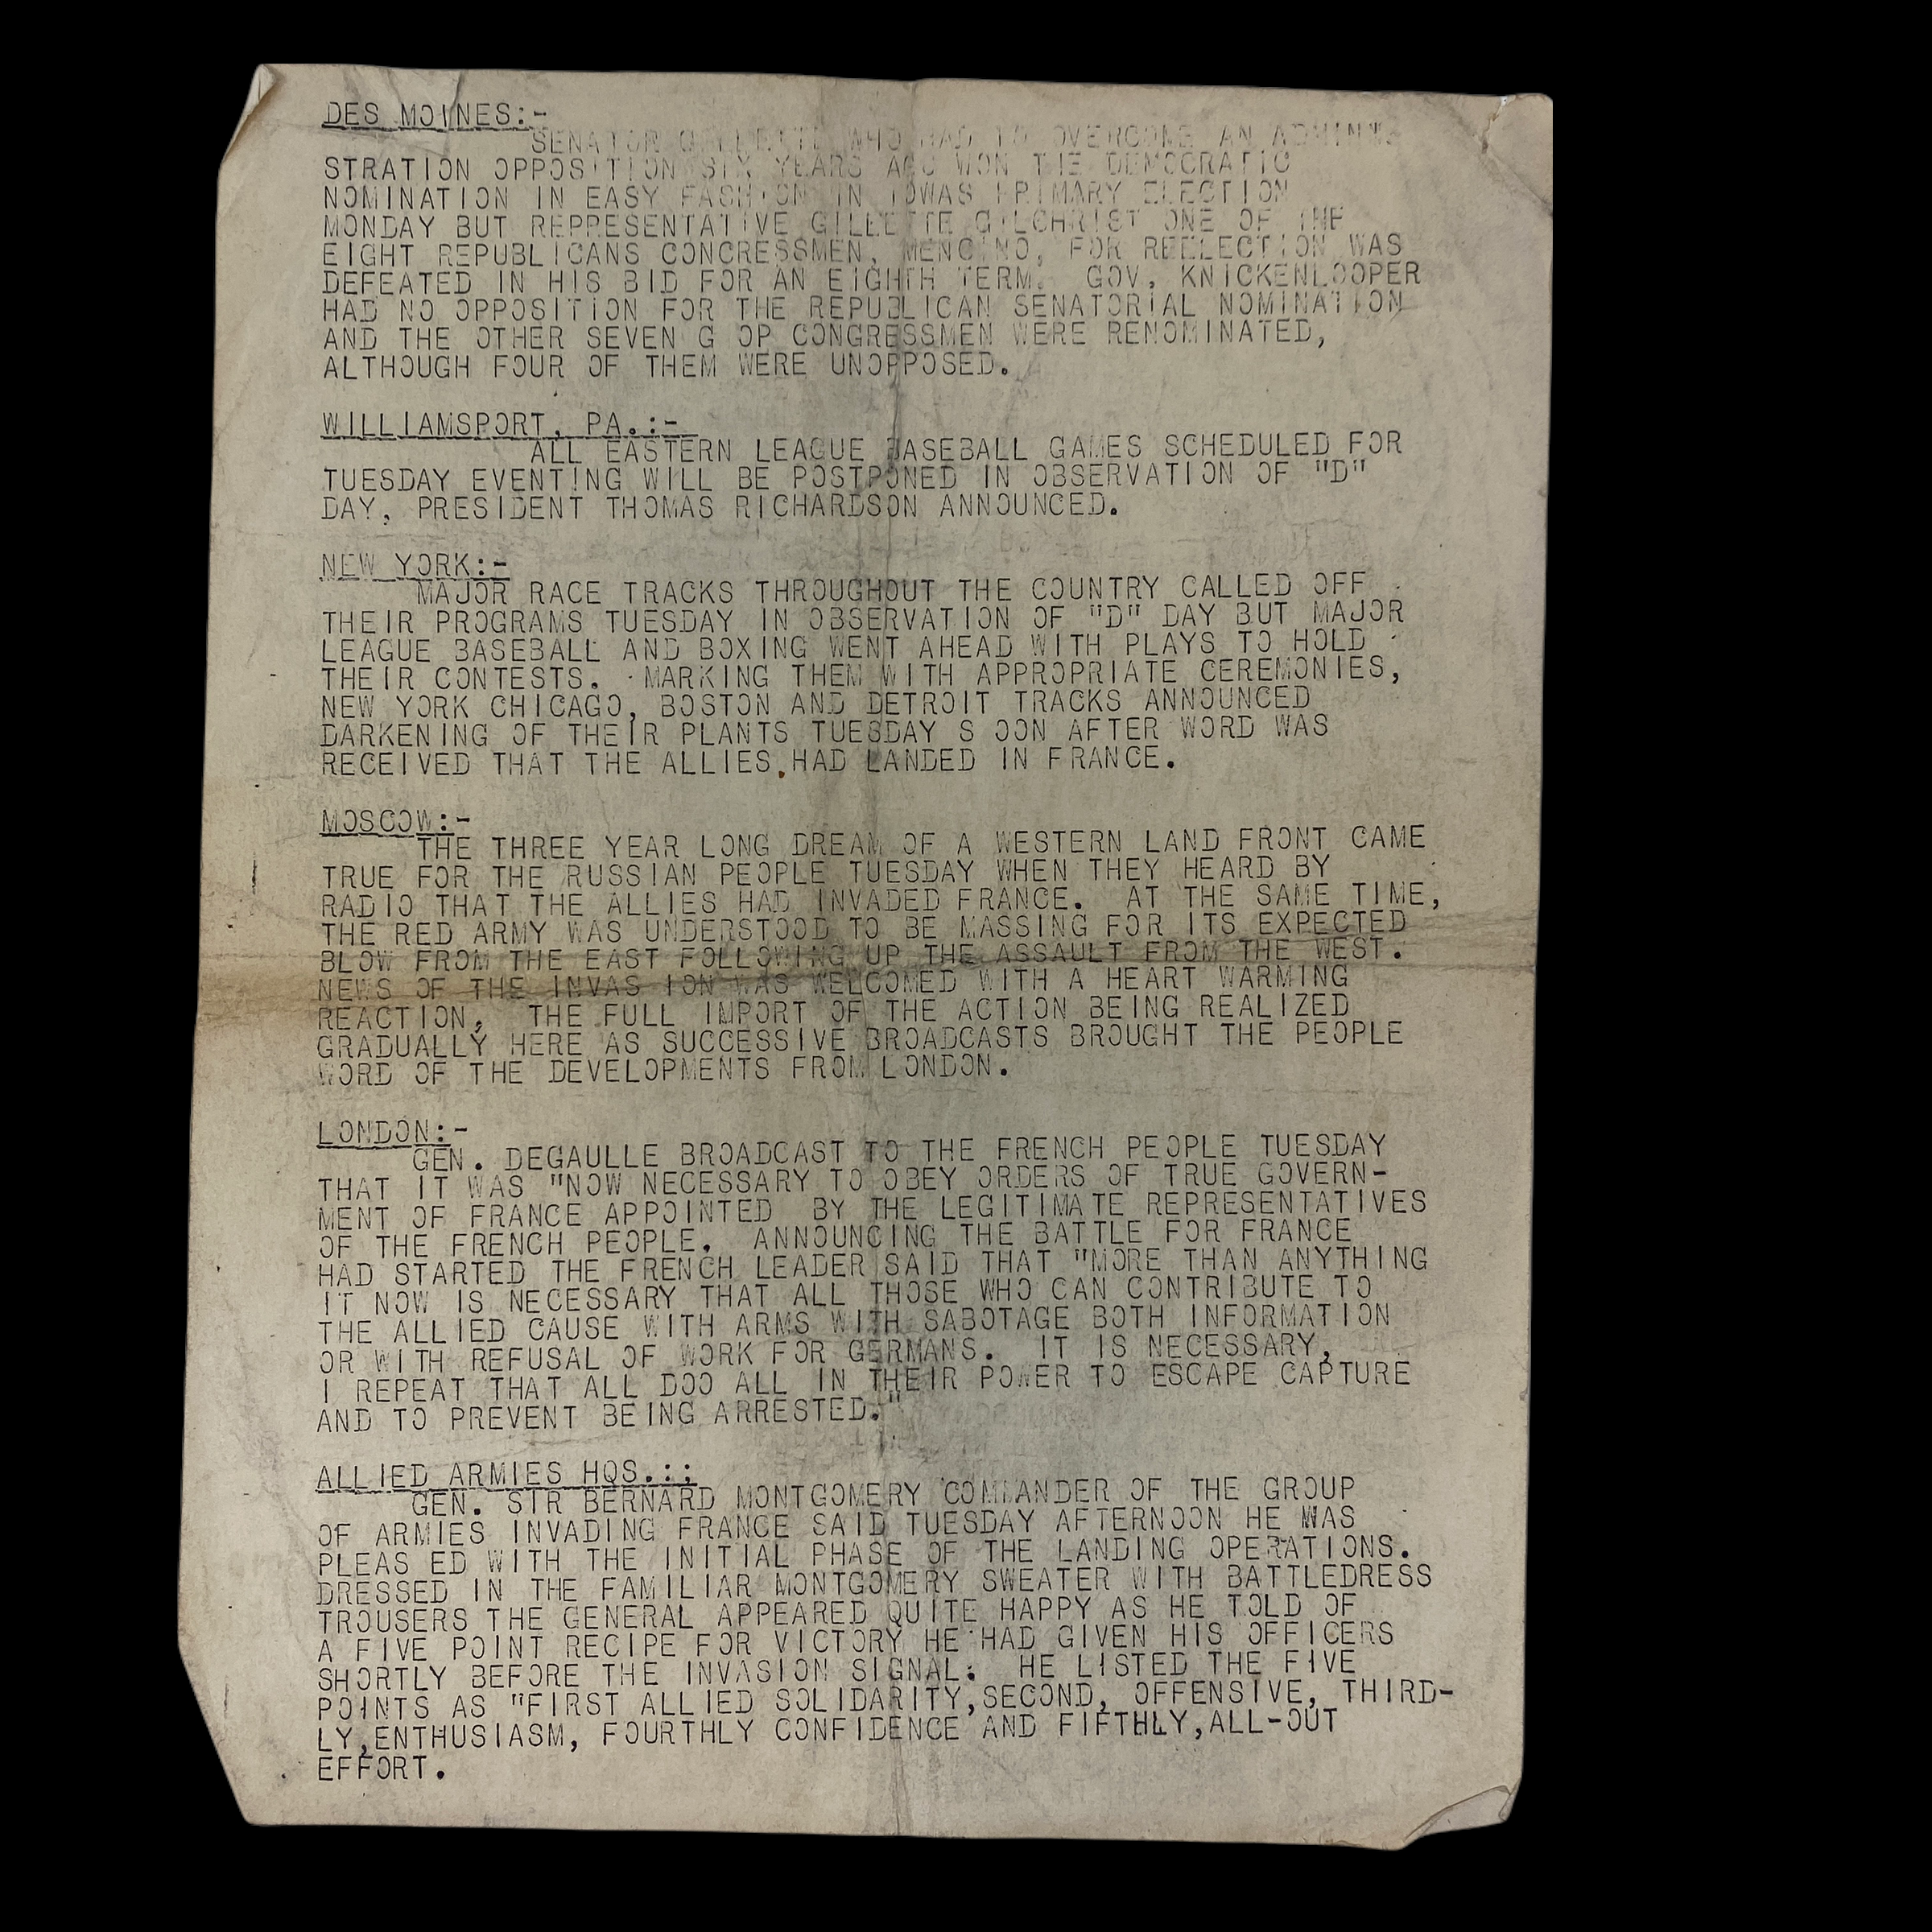 DES MOINES:-
SENATOR GILLETTE WHO HAD TO OVERCOME AN ADMINI-
STRATION OPPOSITION SIX YEARS AGO WON THE DEMOCRATIC
NOMINATION IN EASY FASHION IN IOWAS PRIMARY ELECTION
MONDAY BUT REPRESENTATIVE GILLETTE GILCHRIST ONE OF THE
EIGHT REPUBLICANS CONCRESSMEN, FOR REELECTION WAS
DEFEATED IN HIS BID FOR AN EIGHTH TERM. GOV. KNICKENLOOPER
HAD NO OPPOSITION FOR THE REPUBLICAN SENATORIAL NOMINATION
AND THE OTHER SEVEN G OP CONGRESSMEN WERE RENOMINATED,
ALTHOUGH FOUR OF THEM WERE UNOPPOSED.
WILLIAMSPORT, PA.:-
ALL EASTERN LEAGUE BASEBALL GAMES SCHEDULED FOR
TUESDAY EVENTING WILL BE POSTPONED IN OBSERVATION OF "D"
DAY, PRESIDENT THOMAS RICHARDSON ANNOUNCED.
NEW YORK:-
MAJOR RACE TRACKS THROUGHOUT THE COUNTRY CALLED OFF
THEIR PROGRAMS TUESDAY IN OBSERVATION OF "D" DAY BUT MAJOR
LEAGUE BASEBALL AND BOXING WENT AHEAD WITH PLAYS TO HOLD
THEIR CONTESTS. MARKING THEM WITH APPROPRIATE CEREMONIES,
NEW YORK CHICAGO, BOSTON AND DETROIT TRACKS ANNOUNCED
DARKENING OF THEIR PLANTS TUESDAY S OON AFTER WORD WAS
RECEIVED THAT THE ALLIES HAD LANDED IN FRANCE.
MOSCOW:-
THE THREE YEAR LONG DREAM OF A WESTERN LAND FRONT CAME
TRUE FOR THE RUSSIAN PEOPLE TUESDAY WHEN THEY HEARD BY
RADIO THAT THE ALLIES HAD INVADED FRANCE. AT THE SAME TIME,
THE RED ARMY WAS UNDERSTOOD TO BE MASSING FOR ITS EXPECTED
BLOW FROM THE EAST FOLLOWING UP THE ASSAULT FROM THE WEST.
NEWS OF THE INVAS ION WAS WELCOMED WITH A HEART WARMING
REACTION, THE FULL IMPORT OF THE ACTION BEING REALIZED
GRADUALLY HERE AS SUCCESSIVE BROADCASTS BROUGHT THE PEOPLE
WORD OF THE DEVELOPMENTS FROM LONDON.
LONDON:-
GEN. DEGAULLE BROADCAST TO THE FRENCH PEOPLE TUESDAY
THAT IT WAS "NOW NECESSARY TO OBEY ORDERS OF TRUE GOVERN-
MENT OF FRANCE APPOINTED BY THE LEGITIMATE REPRESENTATIVES
OF THE FRENCH PEOPLE. ANNOUNCING THE BATTLE FOR FRANCE
HAD STARTED THE FRENCH LEADER SAID THAT "MORE THAN ANYTHING
IT NOW IS NECESSARY THAT ALL THOSE WHO CAN CONTRIBUTE TO
THE ALLIED CAUSE WITH ARMS WITH SABOTAGE BOTH INFORMATION
OR WITH REFUSAL OF WORK FOR GERMANS. IT IS NECESSARY,
I REPEAT THAT ALL DOO ALL IN THEIR POWER TO ESCAPE CAPTURE
AND TO PREVENT BEING ARRESTED."
ALLIED ARMIES HQS.:;
GEN. SIR BERNARD MONTGOMERY COMMANDER OF THE GROUP
OF ARMIES INVADING FRANCE SAID TUESDAY AFTERNOON HE WAS
PLEAS ED WITH THE INITIAL PHASE OF THE LANDING OPERATIONS.
DRESSED IN THE FAMILIAR MONTGOMERY SWEATER WITH BATTLEDRESS
TROUSERS THE GENERAL APPEARED QUITE HAPPY AS HE TOLD OF
A FIVE POINT RECIPE FOR VICTORY HE HAD GIVEN HIS OFFICERS
SHORTLY BEFORE THE INVASION SIGNAL. HE LISTED THE FIVE
POINTS AS "FIRST ALLIED SOLIDARITY,SECOND, OFFENSIVE, THIRD-
LY,ENTHUSIASM, FOURTHLY CONFIDENCE AND FIFTHLY,ALL-OUT
EFFORT.